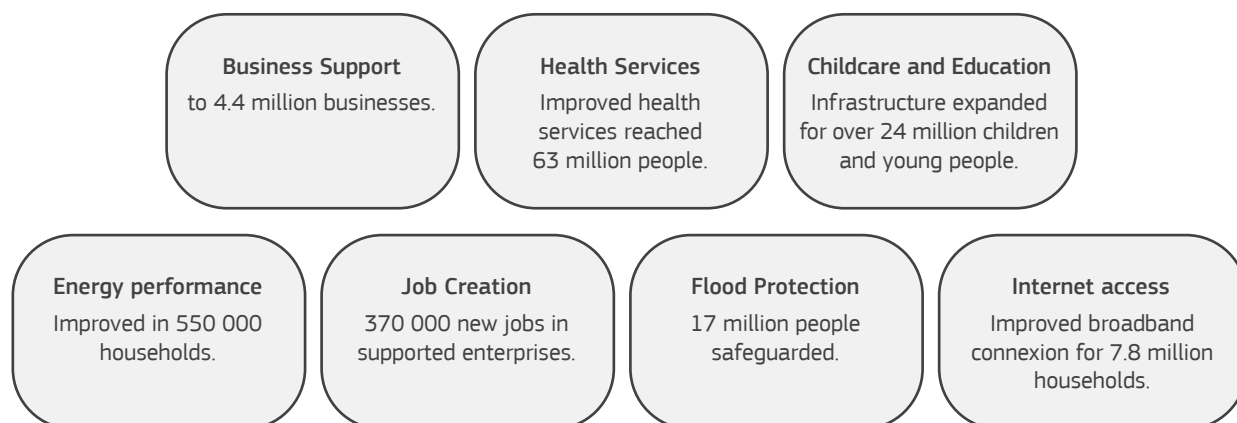 Business Support
to 4.4 million businesses.
Health Services
Improved health
services reached
63 million people.
Childcare and Education
Infrastructure expanded
for over 24 million children
and young people.
Energy performance
Improved in 550 000
households.
Job Creation
370 000 new jobs in
supported enterprises.
Flood Protection
17 million people
safeguarded.
Internet access
Improved broadband
connexion for 7.8 million
households.